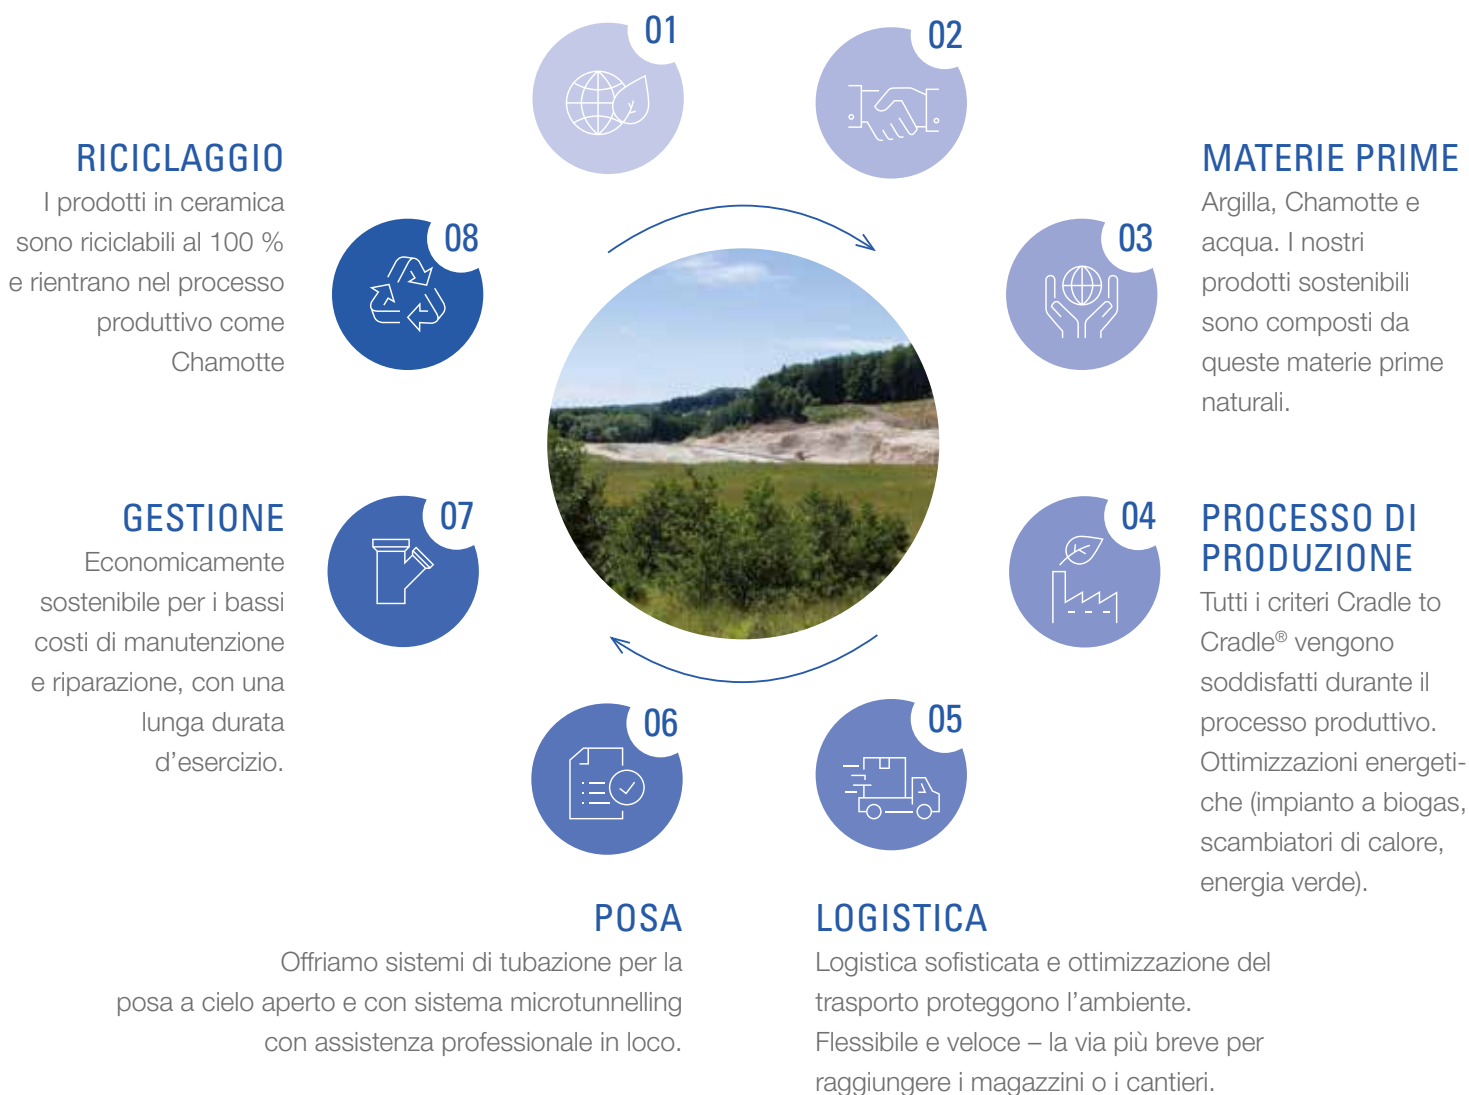 01
02
RICICLAGGIO
I prodotti in ceramica
sono riciclabili al 100 %
e rientrano nel processo
produttivo come
Chamotte
08
03
MATERIE PRIME
Argilla, Chamotte e
acqua. I nostri
prodotti sostenibili
sono composti da
queste materie prime
naturali.
GESTIONE
Economicamente
sostenibile per i bassi
costi di manutenzione
e riparazione, con una
lunga durata
d’esercizio.
07
04
PROCESSO DI
PRODUZIONE
Tutti i criteri Cradle to
Cradle® vengono
soddisfatti durante il
processo produttivo.
Ottimizzazioni energeti-
che (impianto a biogas,
scambiatori di calore,
energia verde).
06
05
POSA
Offriamo sistemi di tubazione per la
posa a cielo aperto e con sistema microtunnelling
con assistenza professionale in loco.
LOGISTICA
Logistica sofisticata e ottimizzazione del
trasporto proteggono l’ambiente.
Flessibile e veloce – la via più breve per
raggiungere i magazzini o i cantieri.